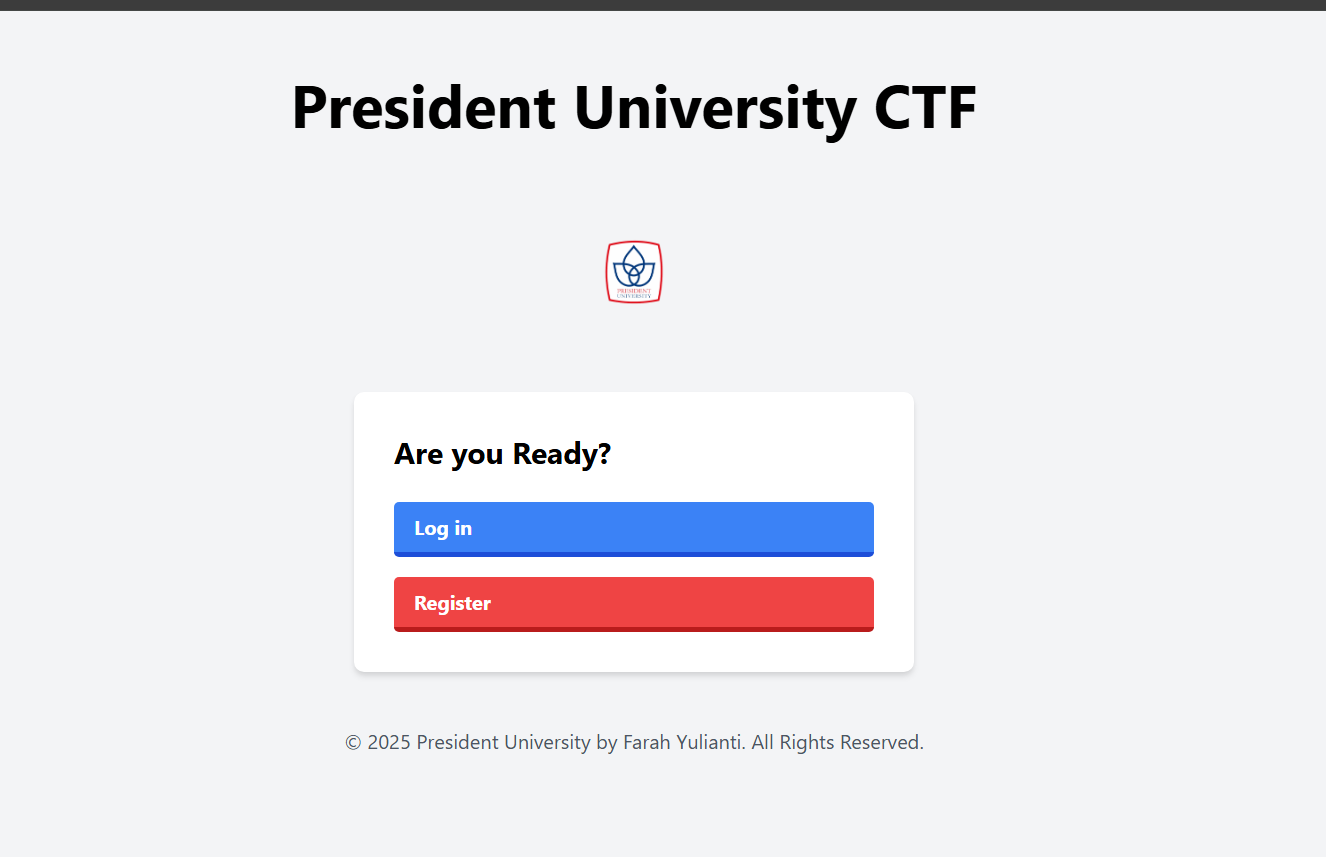 President University CTF
PRESIDENT
UNIVERSITY
Are you Ready?
Log in
Register
© 2025 President University by Farah Yulianti. All Rights Reserved.